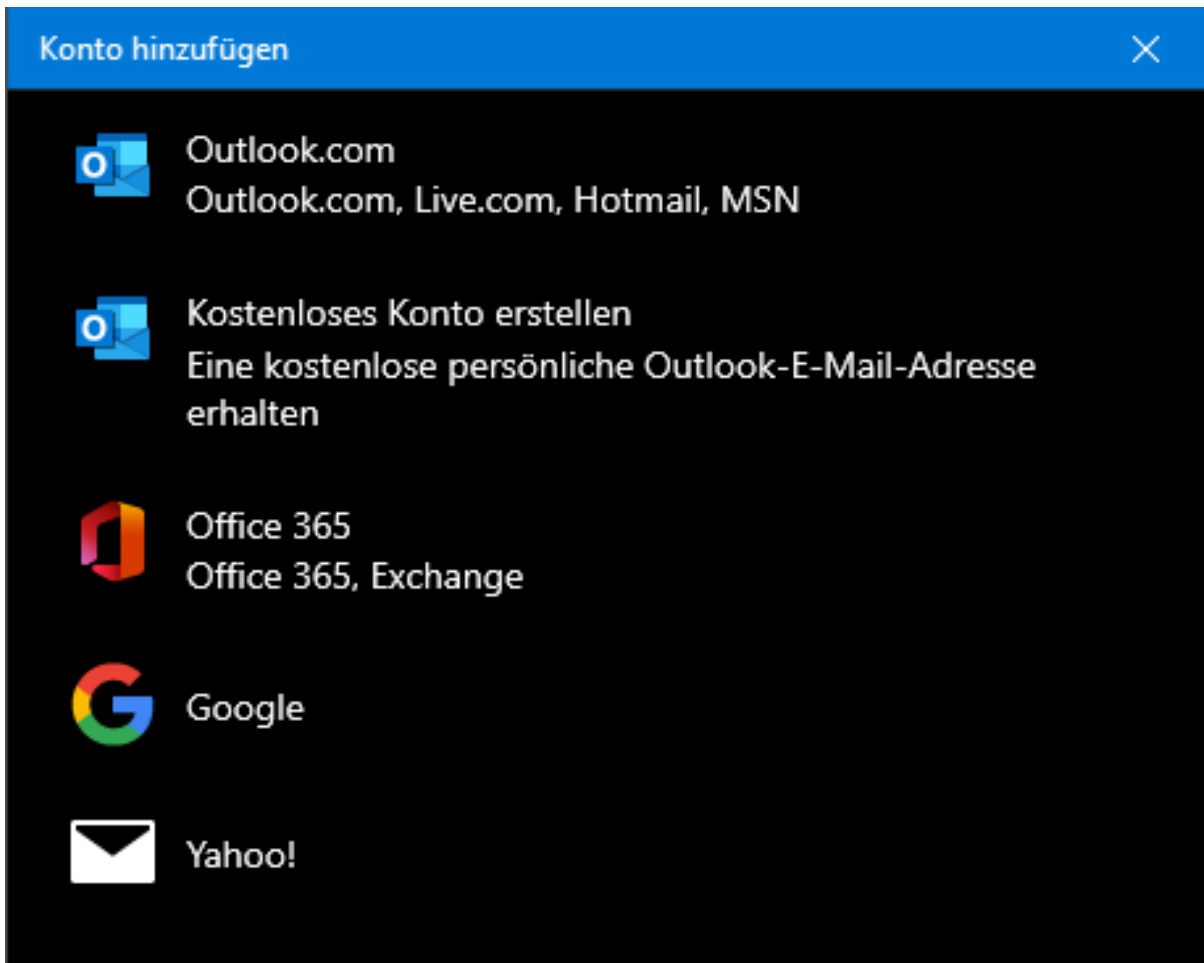 Konto hinzufügen
Outlook.com
Outlook.com, Live.com, Hotmail, MSN
Kostenloses Konto erstellen
Eine kostenlose persönliche Outlook-E-Mail-Adresse
erhalten
Office 365
Office 365, Exchange
Google
Yahoo!